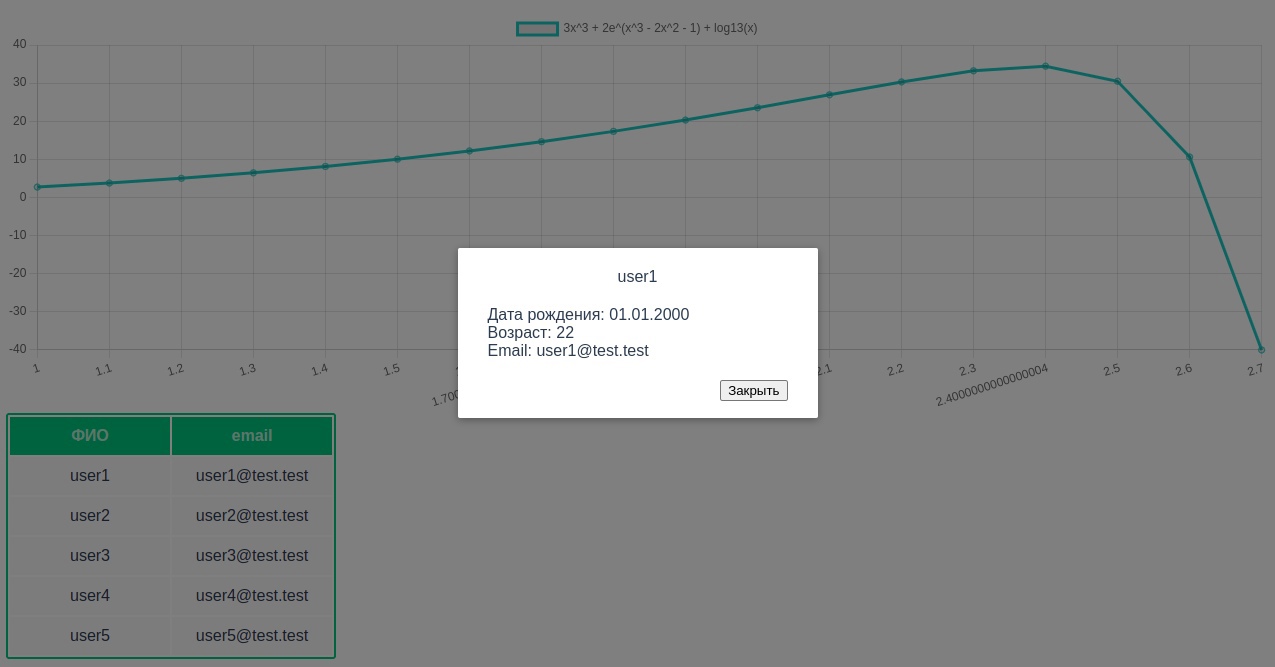 3x^3 + 2e^(x^3 - 2x^2 - 1) + log13(x)
40
30
20
10
0
-10
-20
-30
-40
1
1.1
1.2
1.3
1.4
1.5
1.700
2.1
2.2
2.3
2.4000000000000004
2.5
2.6
2.7
user1
Дата рождения: 01.01.2000
Возраст: 22
Email: user1@test.test
Закрыть
ФИО email
user1 user1@test.test
user2 user2@test.test
user3 user3@test.test
user4 user4@test.test
user5 user5@test.test